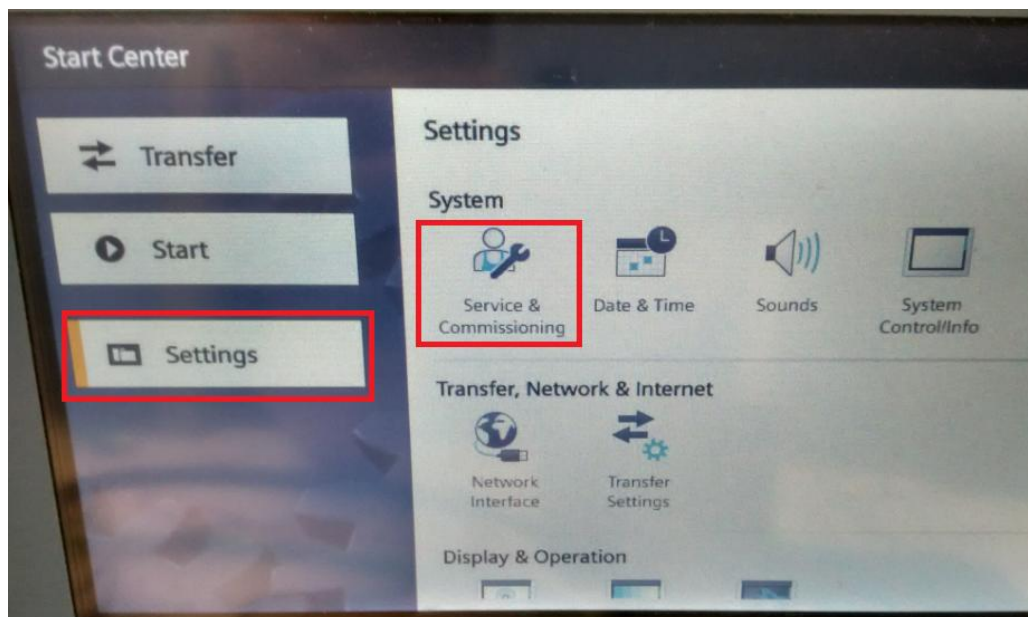 Start Center
Transfer
Start
Settings
Settings
System
Service &
Commissioning
Date & Time
Sounds
System
Control/Info
Transfer, Network & Internet
Network
Interface
Transfer
Settings
Display & Operation